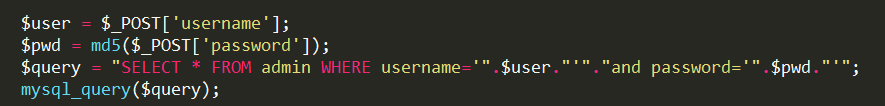 $user = $_POST['username'];
$pwd = md5($_POST['password']);
$query = "SELECT * FROM admin WHERE username='".$user."'"."and password='".$pwd."'";
mysql_query($query);